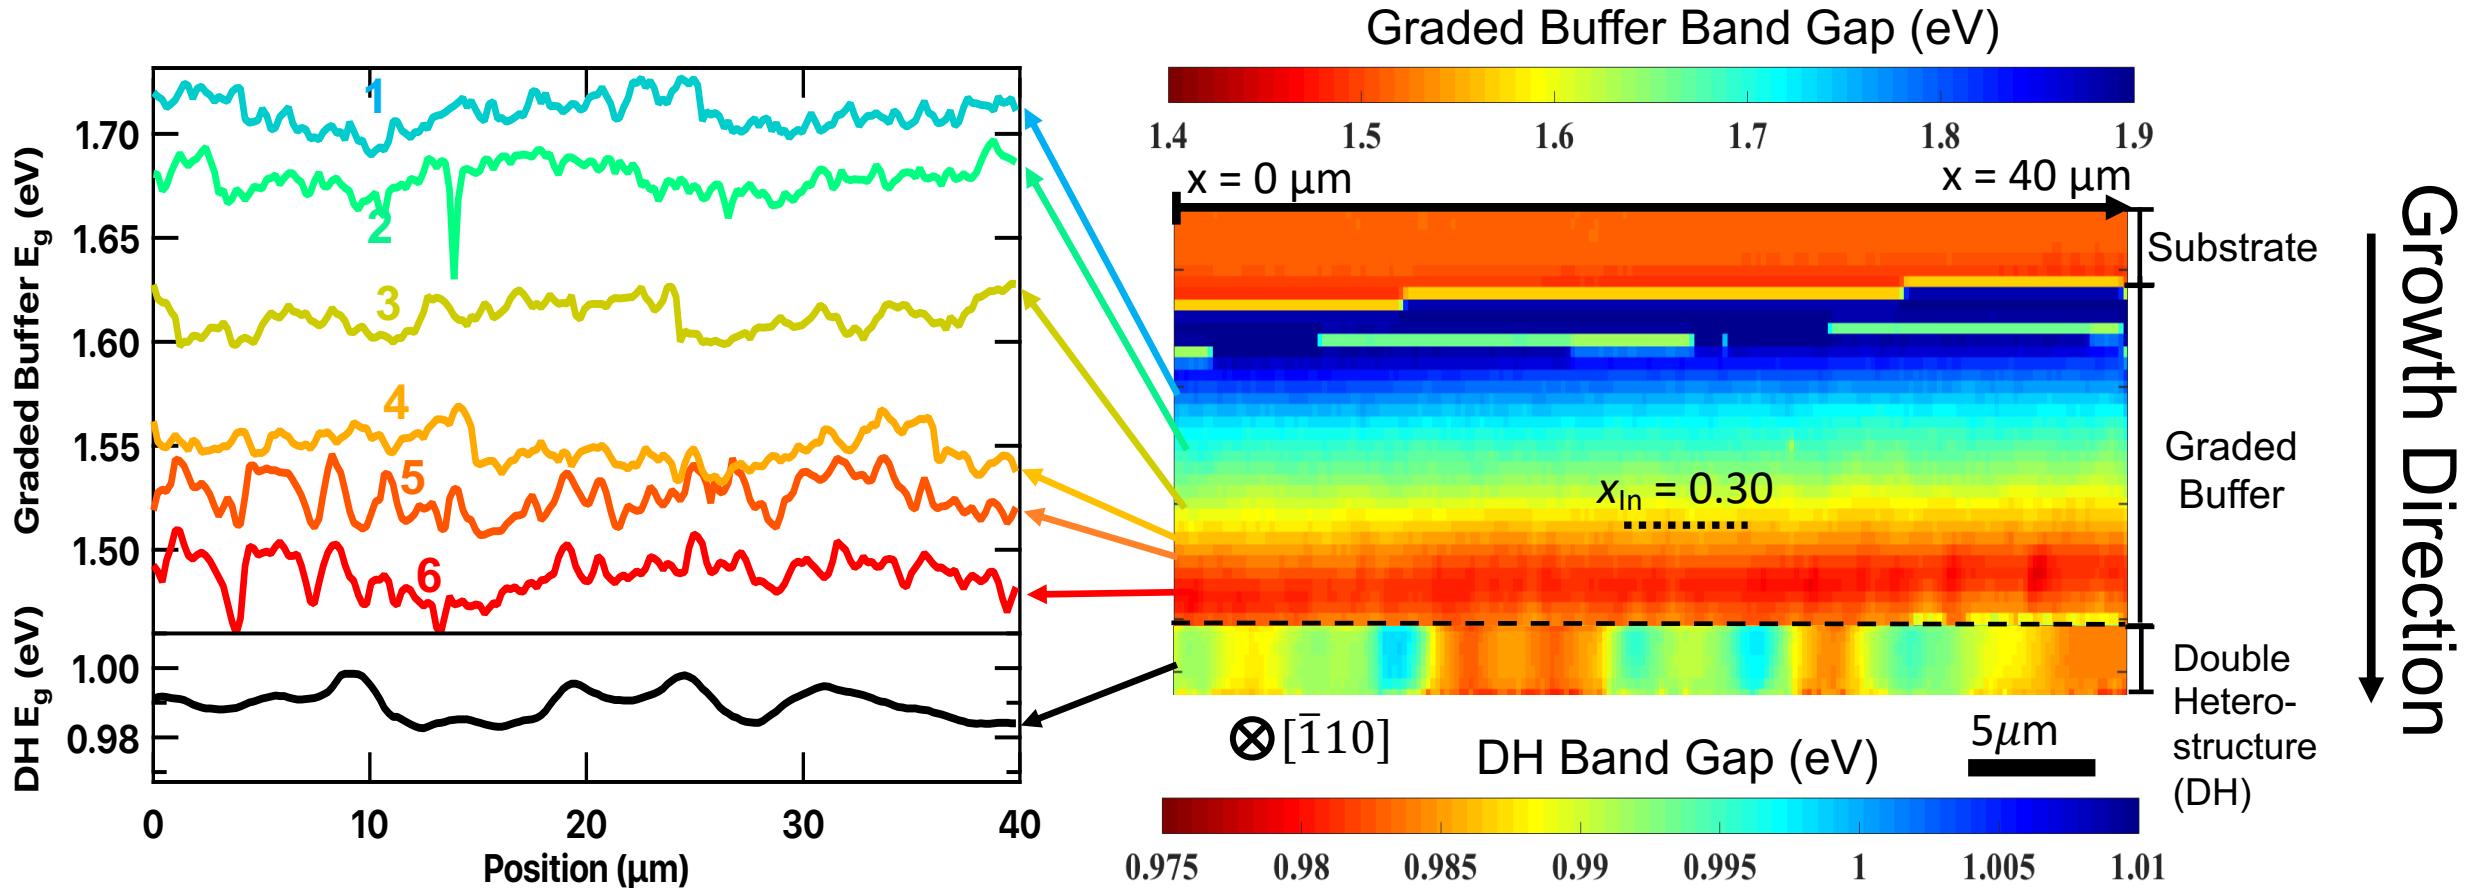 Graded Buffer Band Gap (eV)
1.4 1.5 1.6 1.7 1.8 1.9
x = 0 µm
x = 40 µm
Graded Buffer Eg (eV)
1.70
1.65
1.60
1.55
1.50
1
2
3
4
5
6
DH Eg (eV)
1.00
0.98
0 10 20 30 40
Position (µm)
Substrate
Graded
Buffer
xIn = 0.30
Double
Hetero-
structure
(DH)
Growth Direction
[1̅10]
5µm
DH Band Gap (eV)
0.975 0.98 0.985 0.99 0.995 1 1.005 1.01